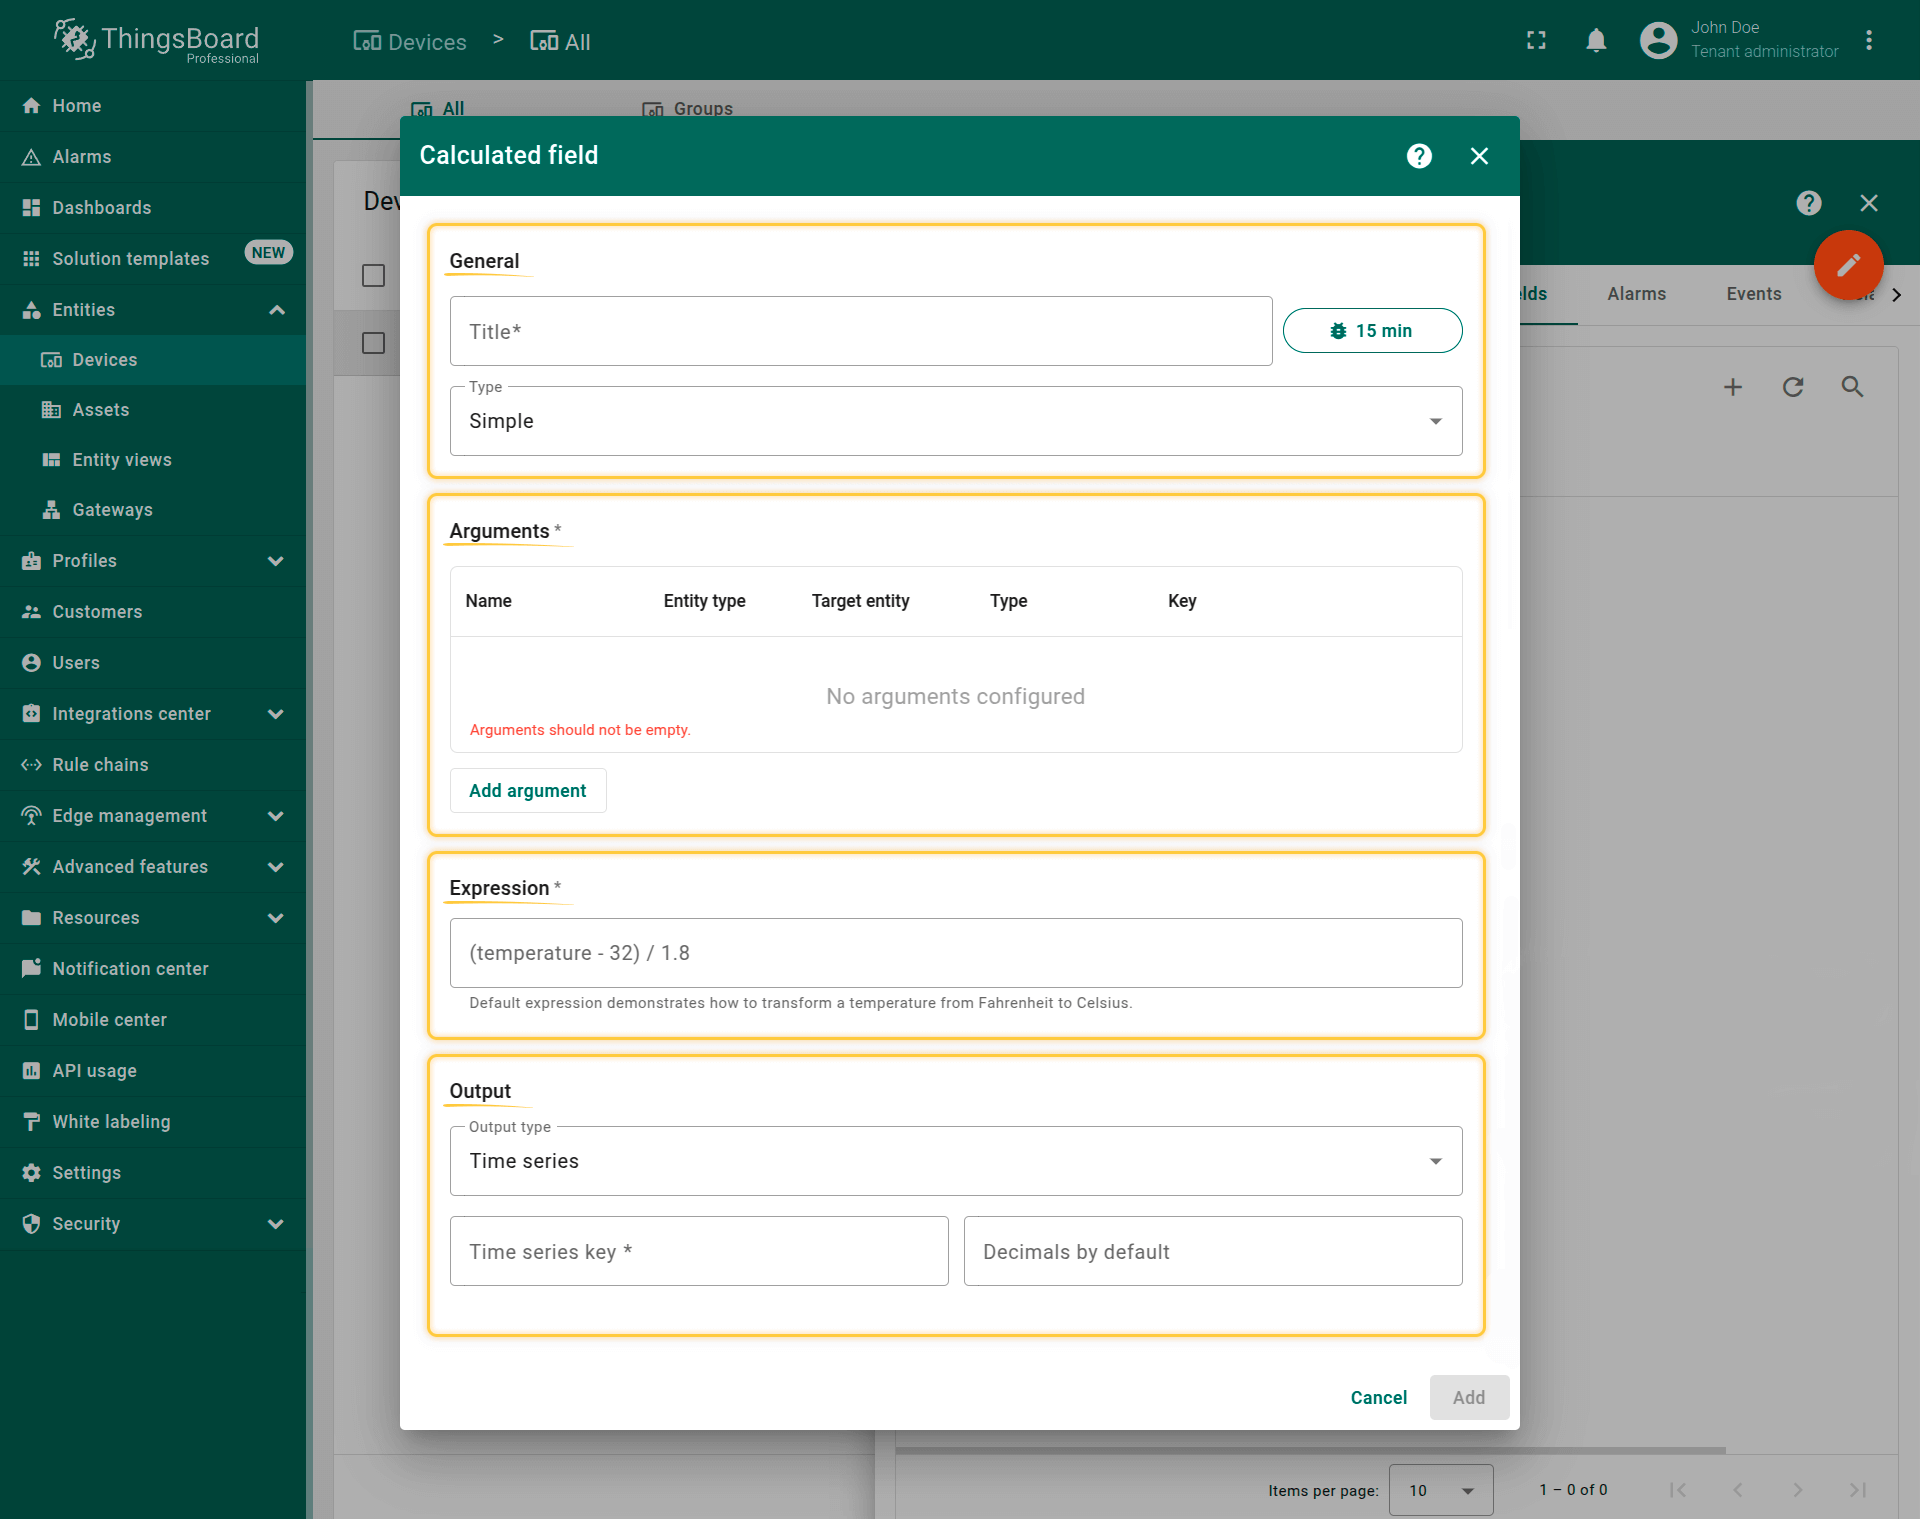 ThingsBoard
Professional
Devices > All
John Doe
Tenant administrator
Home
Alarms
Dashboards
Solution templates NEW
Entities
Devices
Assets
Entity views
Gateways
Profiles
Customers
Users
Integrations center
Rule chains
Edge management
Advanced features
Resources
Notification center
Mobile center
API usage
White labeling
Settings
Security
All Groups
Dev
Calculated field
General
Title*
15 min
Type
Simple
Arguments *
Name Entity type Target entity Type Key
No arguments configured
Arguments should not be empty.
Add argument
Expression *
(temperature - 32) / 1.8
Default expression demonstrates how to transform a temperature from Fahrenheit to Celsius.
Output
Output type
Time series
Time series key * Decimals by default
Cancel Add
elds Alarms Events
Items per page: 10 1 – 0 of 0